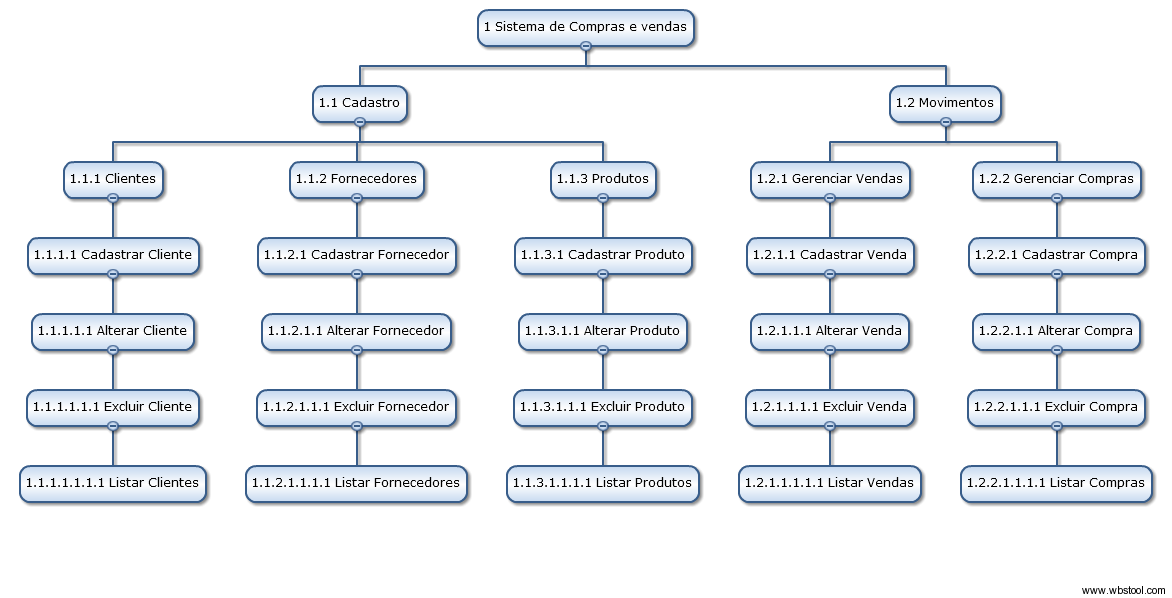 1 Sistema de Compras e vendas
1.1 Cadastro
1.2 Movimentos
1.1.1 Clientes
1.1.2 Fornecedores
1.1.3 Produtos
1.2.1 Gerenciar Vendas
1.2.2 Gerenciar Compras
1.1.1.1 Cadastrar Cliente
1.1.2.1 Cadastrar Fornecedor
1.1.3.1 Cadastrar Produto
1.2.1.1 Cadastrar Venda
1.2.2.1 Cadastrar Compra
1.1.1.1.1 Alterar Cliente
1.1.2.1.1 Alterar Fornecedor
1.1.3.1.1 Alterar Produto
1.2.1.1.1 Alterar Venda
1.2.2.1.1 Alterar Compra
1.1.1.1.1.1 Excluir Cliente
1.1.2.1.1.1 Excluir Fornecedor
1.1.3.1.1.1 Excluir Produto
1.2.1.1.1.1 Excluir Venda
1.2.2.1.1.1 Excluir Compra
1.1.1.1.1.1.1 Listar Clientes
1.1.2.1.1.1.1 Listar Fornecedores
1.1.3.1.1.1.1 Listar Produtos
1.2.1.1.1.1.1 Listar Vendas
1.2.2.1.1.1.1 Listar Compras
www.wbstool.com